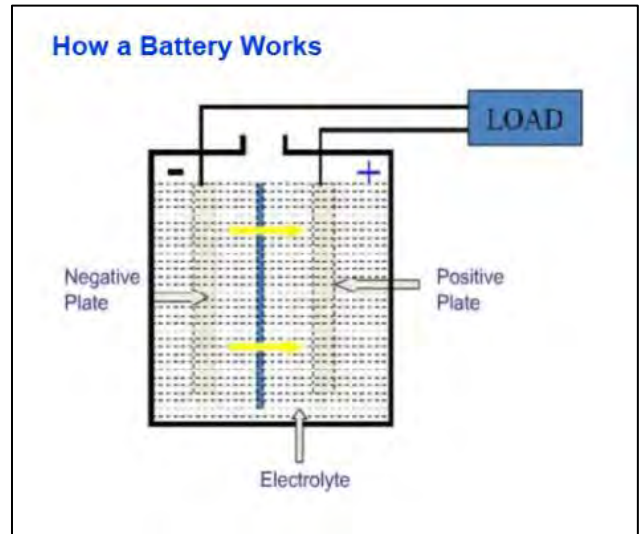 How a Battery Works
LOAD
-
+
Negative
Plate
Positive
Plate
Electrolyte